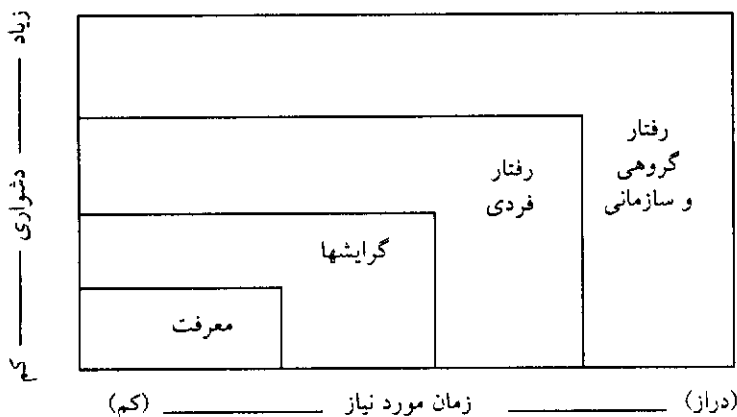 زیاد
دشواری
کم
رفتار
گروهی
و سازمانی
رفتار
فردی
گرایشها
معرفت
(دراز) زمان مورد نیاز (کم)